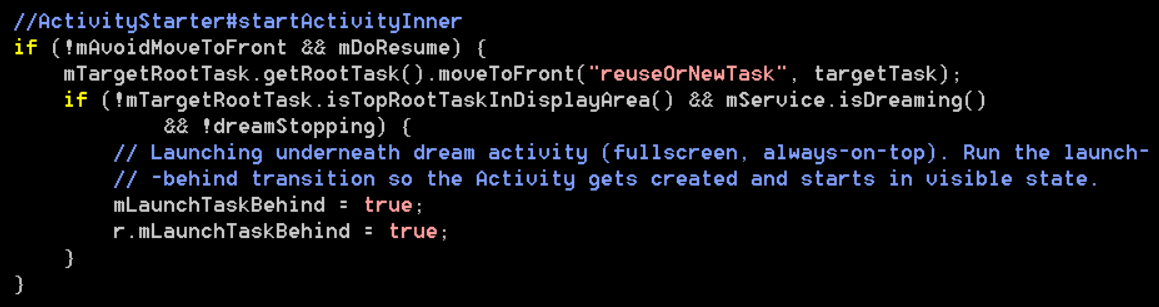 //ActivityStarter#startActivityInner
if (!mAvoidMoveToFront && mDoResume) {
    mTargetRootTask.getRootTask().moveToFront("reuseOrNewTask", targetTask);
    if (!mTargetRootTask.isTopRootTaskInDisplayArea() && mService.isDreaming()
            && !dreamStopping) {
        // Launching underneath dream activity (fullscreen, always-on-top). Run the launch-
        // -behind transition so the Activity gets created and starts in visible state.
        mLaunchTaskBehind = true;
        r.mLaunchTaskBehind = true;
    }
}